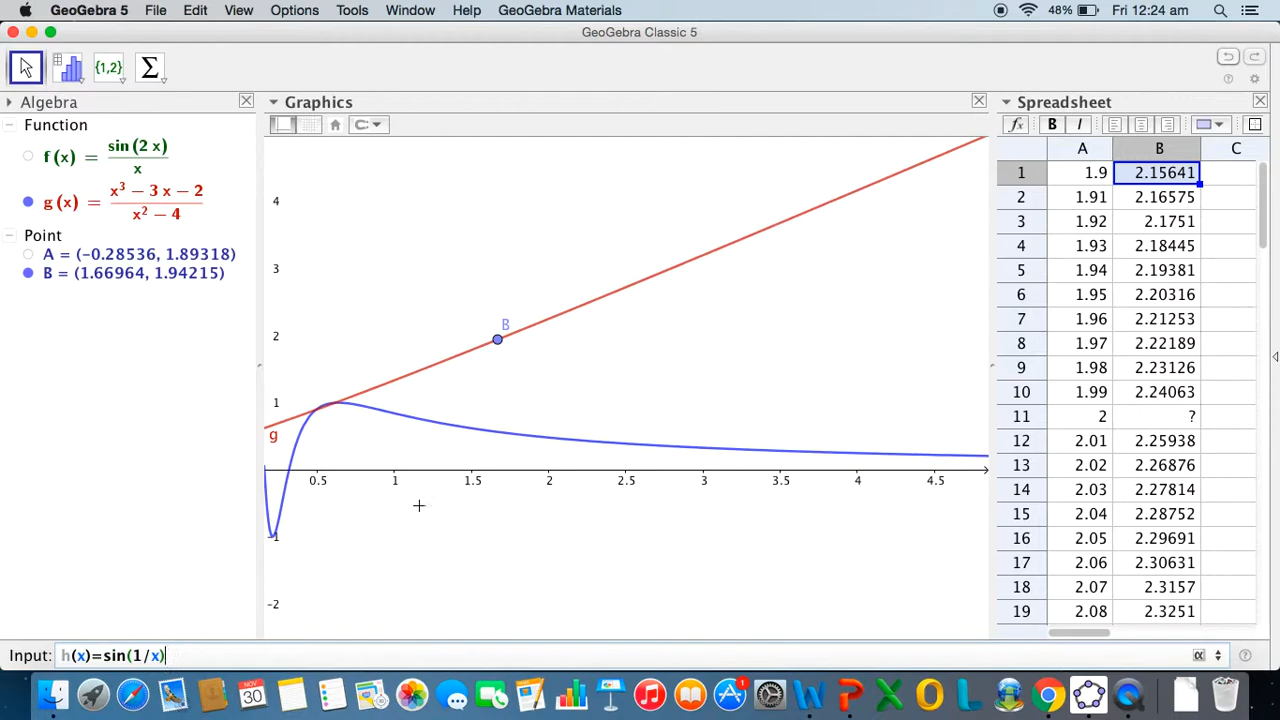 GeoGebra 5 File Edit View Options Tools Window Help GeoGebra Materials 48% Fri 12:24 am
GeoGebra Classic 5
{1,2} Σ
Algebra
Function
f(x) = sin(2 x) / x
g(x) = x³ − 3 x − 2 / x² − 4
Point
A = (-0.28536, 1.89318)
B = (1.66964, 1.94215)
Graphics
4
3
2
1
-1
-2
0.5 1 1.5 2 2.5 3 3.5 4 4.5
B
g
Spreadsheet
fx B I
A B C
1 1.9 2.15641
2 1.91 2.16575
3 1.92 2.1751
4 1.93 2.18445
5 1.94 2.19381
6 1.95 2.20316
7 1.96 2.21253
8 1.97 2.22189
9 1.98 2.23126
10 1.99 2.24063
11 2 ?
12 2.01 2.25938
13 2.02 2.26876
14 2.03 2.27814
15 2.04 2.28752
16 2.05 2.29691
17 2.06 2.30631
18 2.07 2.3157
19 2.08 2.3251
Input: h(x)=sin(1/x) α
NOV
30
1